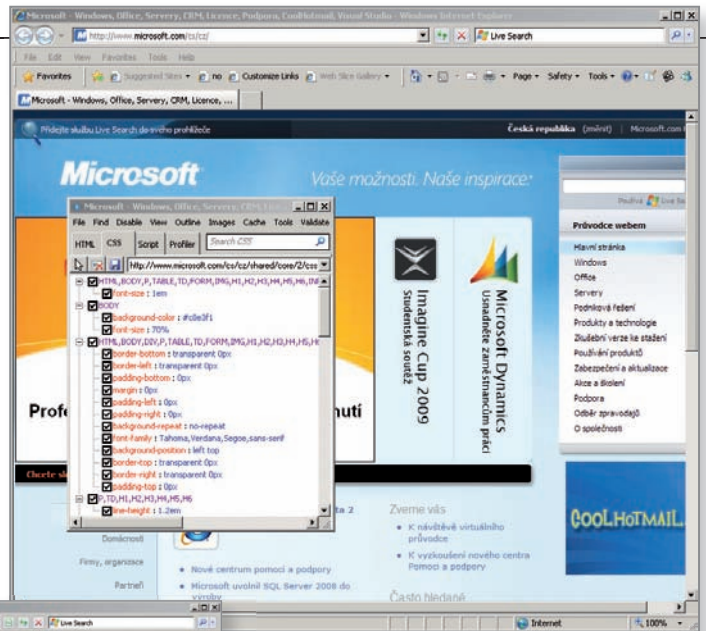 Microsoft - Windows, Office, Servery, CRM, Licence, Podpora, CoolHotmail, Visual Studio - Windows Internet Explorer
http://www.microsoft.com/cs/cz/
Live Search
File Edit View Favorites Tools Help
Favorites Suggested Sites no Customize Links Web Slice Gallery Page Safety Tools
Microsoft - Windows, Office, Servery, CRM, Licence, ...
Přidejte službu Live Search do svého prohlížeče
Česká republika (změnit) | Microsoft.com
Microsoft
Vaše možnosti. Naše inspirace.
Microsoft - Windows, Office, Servery, CRM,
File Find Disable View Outline Images Cache Tools Validate
HTML CSS Script Profiler Search CSS
http://www.microsoft.com/cs/cz/shared/core/2/css
HTML,BODY,P,TABLE,TD,FORM,IMG,H1,H2,H3,H4,H5,H6,
font-size : 1em
BODY
background-color : #c8e3f1
font-size : 70%
HTML,BODY,DIV,P,TABLE,TD,FORM,IMG,H1,H2,H3,H4,H5,
border-bottom : transparent 0px
border-left : transparent 0px
padding-bottom : 0px
margin : 0px
padding-left : 0px
padding-right : 0px
background-repeat : no-repeat
font-family : Tahoma,Verdana,Segoe,sans-serif
background-position : left top
border-top : transparent 0px
border-right : transparent 0px
padding-top : 0px
P,TD,H1,H2,H3,H4,H5,H6
line-height : 1.2em
Imagine Cup 2009
Studentská soutěž
Microsoft Dynamics
Usnadněte zaměstnancům práci
Používá Live
Průvodce webem
Hlavní stránka
Windows
Office
Servery
Podniková řešení
Produkty a technologie
Zkušební verze ke stažení
Používání produktů
Zabezpečení a aktualizace
Akce a školení
Podpora
Odběr zpravodajů
O společnosti
COOLHOTMAIL
Profe
nutí
Chcete
Domácnosti
Firmy, organizace
Partneři
Nové centrum pomoci a podpory
Microsoft uvolnil SQL Server 2008 do
výroby
Zveme vás
K návštěvě virtuálního
průvodce
K vyzkoušení nového centra
Pomoci a podpory
Často hledané
Internet 100%
Live Search